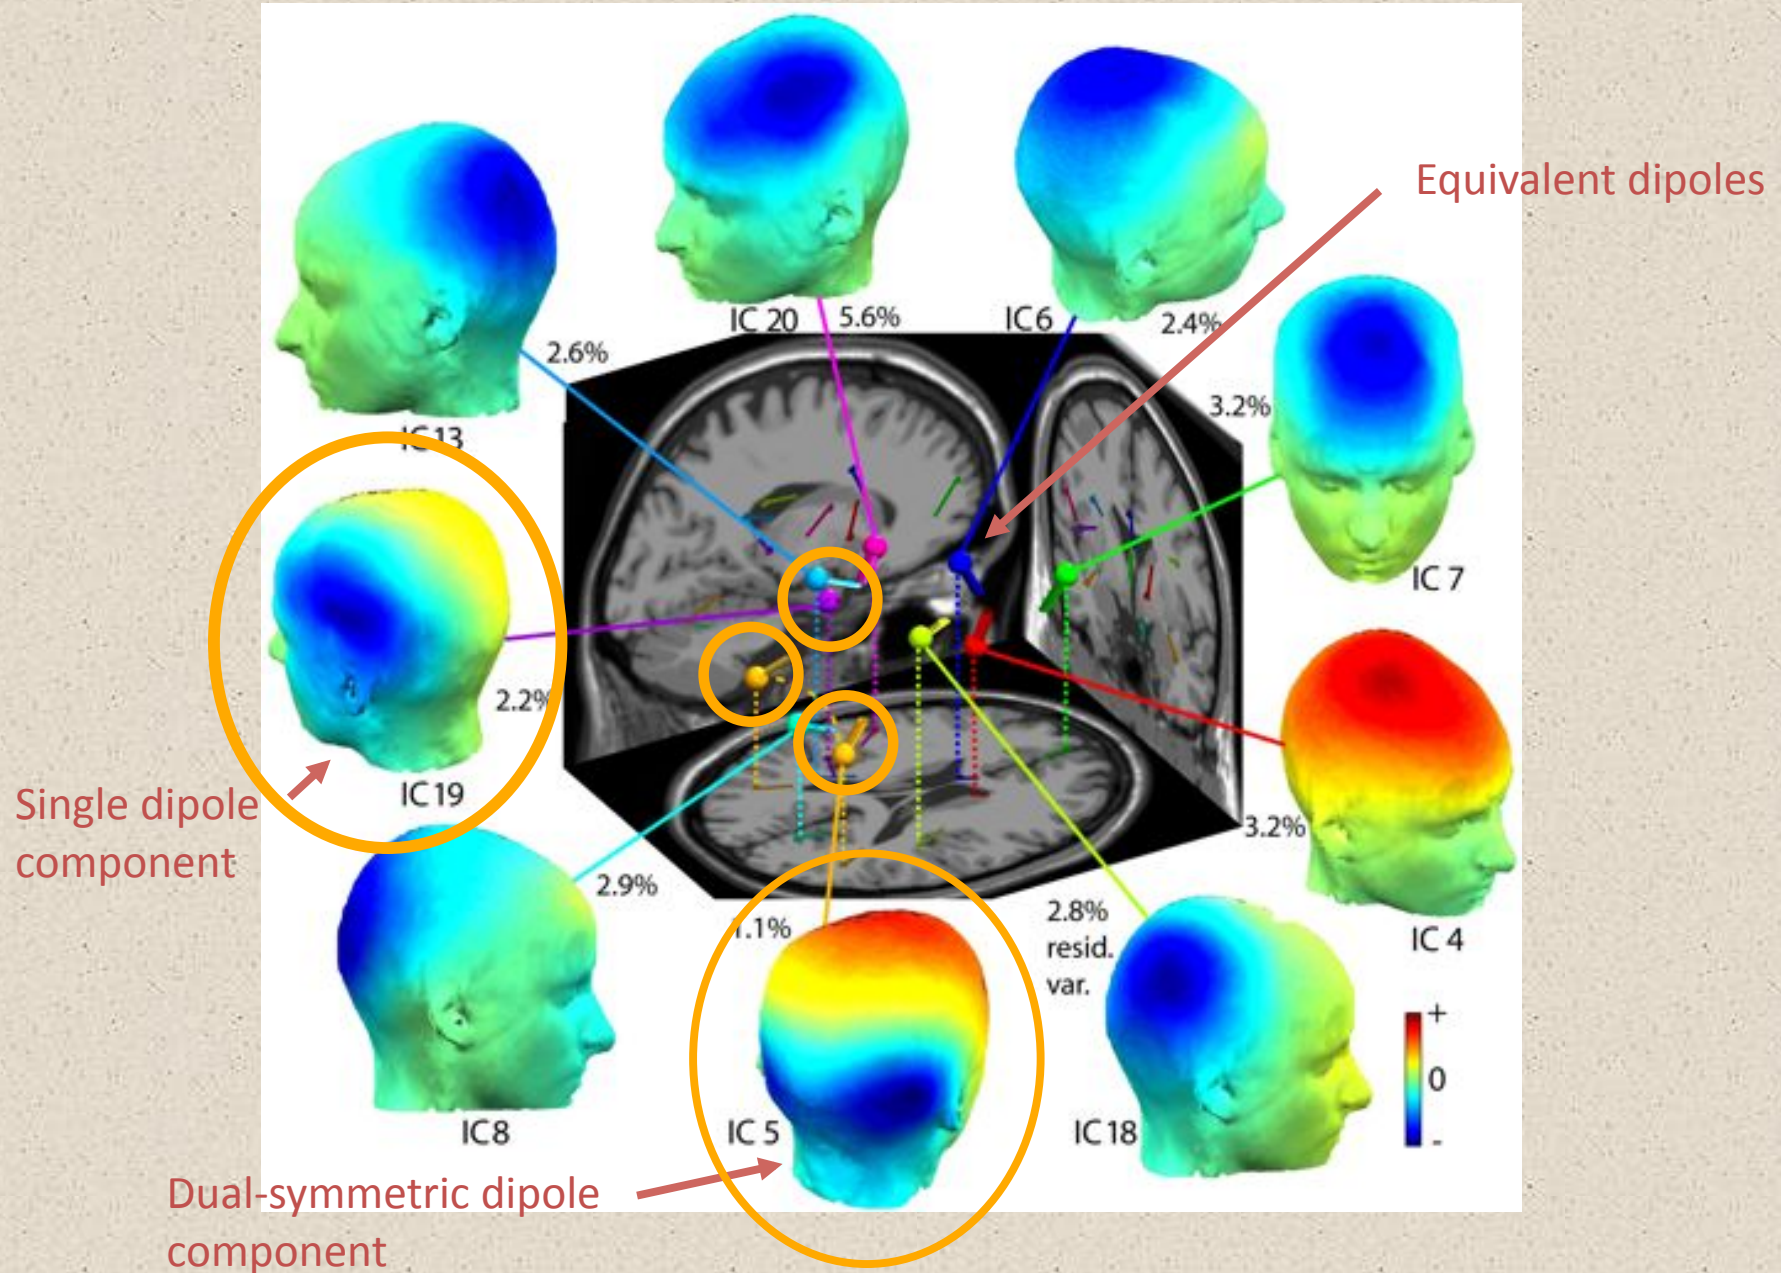 IC 20
5.6%
IC6
2.4%
Equivalent dipoles
2.6%
IC13
3.2%
IC 7
2.2%
IC19
Single dipole
component
3.2%
IC 4
2.9%
IC8
1.1%
IC 5
2.8%
resid.
var.
IC18
+
0
-
Dual-symmetric dipole
component